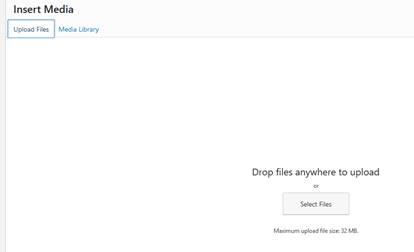 Insert Media
Upload Files Media Library
Drop files anywhere to upload
or
Select Files
Maximum upload file size: 32 MB.